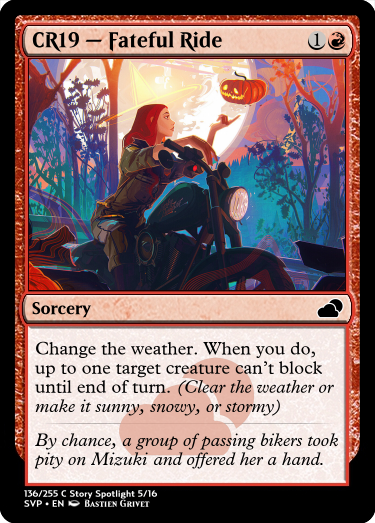 CR19 — Fateful Ride 1
Sorcery
Change the weather. When you do,
up to one target creature can't block
until end of turn. (Clear the weather or
make it sunny, snowy, or stormy)
By chance, a group of passing bikers took
pity on Mizuki and offered her a hand.
136/255 C Story Spotlight 5/16
SVP • EN Bastien Grivet